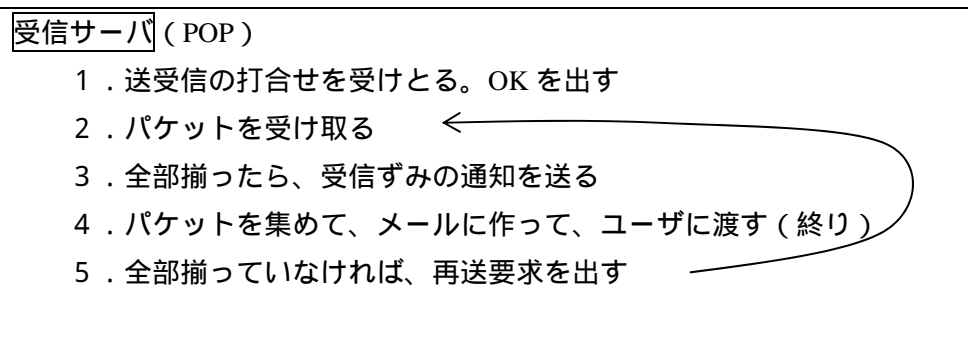 受信サーバ(POP)
1.送受信の打合せを受けとる。OKを出す
2.パケットを受け取る
3.全部揃ったら、受信ずみの通知を送る
4.パケットを集めて、メールに作って、ユーザに渡す(終り)
5.全部揃っていなければ、再送要求を出す